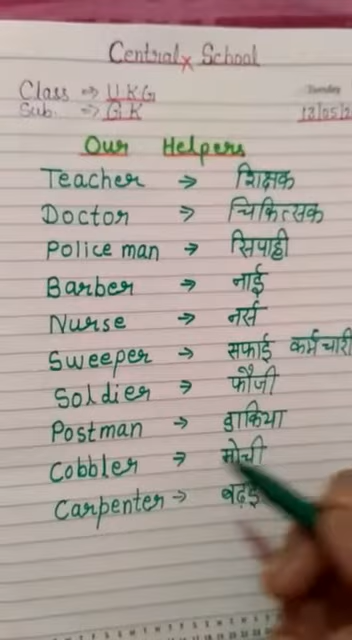 Central x School
Class → U K G
Sub. → G K
Tuesday
Our Helpers
Teacher → शिक्षक
Doctor → चिकित्सक
Police man → सिपाही
Barber → नाई
Nurse → नर्स
Sweeper → सफाई कर्मचारी
Soldier → फौजी
Postman → डाकिया
Cobbler → मोची
Carpenter → बढ़ई